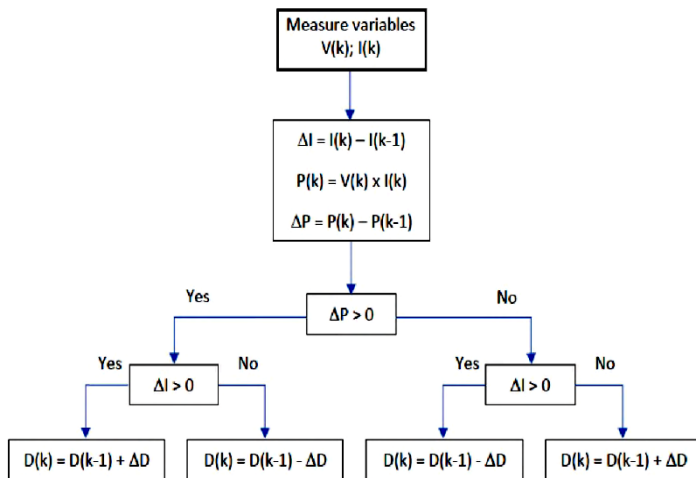 Measure variables
V(k); I(k)
ΔI = I(k) – I(k-1)
P(k) = V(k) x I(k)
ΔP = P(k) – P(k-1)
Yes
No
ΔP > 0
Yes
No
Yes
No
ΔI > 0
ΔI > 0
D(k) = D(k-1) + ΔD
D(k) = D(k-1) - ΔD
D(k) = D(k-1) - ΔD
D(k) = D(k-1) + ΔD